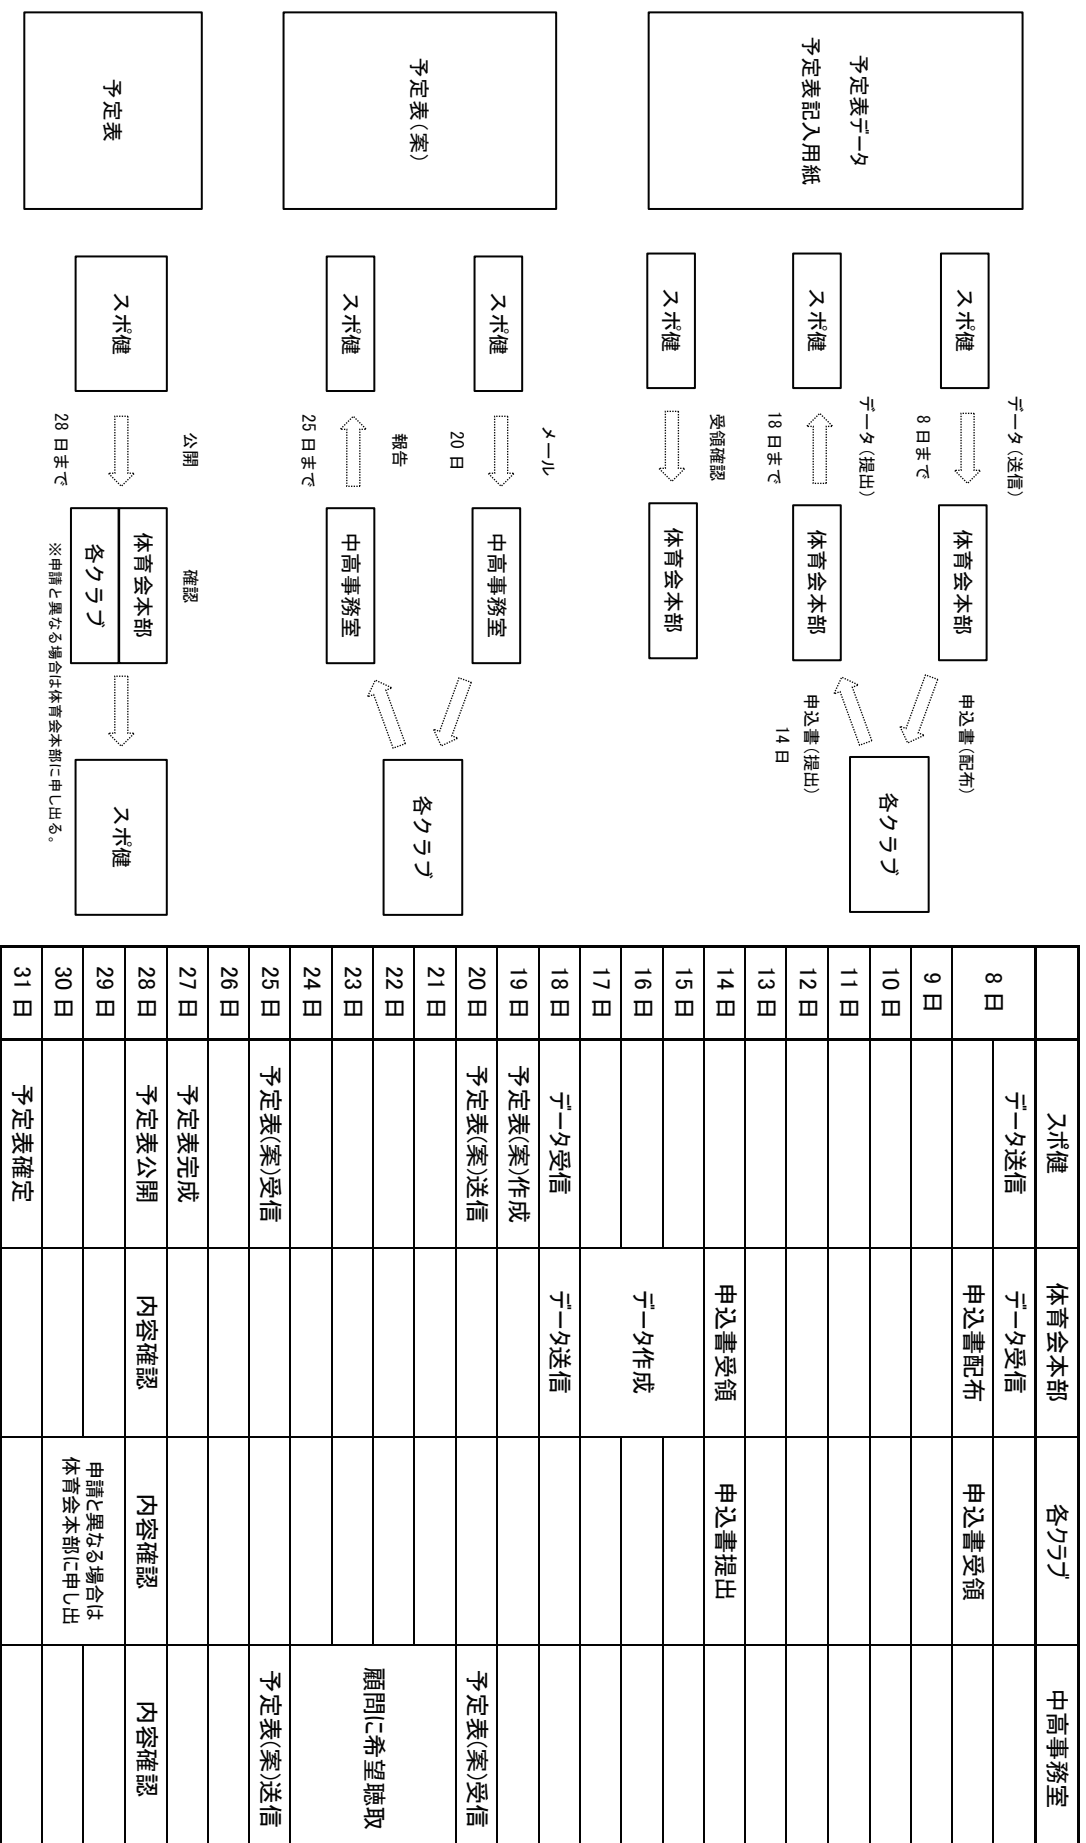 予定表データ
予定表記入用紙
スポ健
データ(送信)
8日まで
体育会本部
申込書(配布)
各クラブ
スポ健
データ(提出)
18日まで
体育会本部
申込書(提出)
14日
スポ健
受領確認
体育会本部
予定表(案)
スポ健
メール
20日
中高事務室
各クラブ
スポ健
報告
25日まで
中高事務室
予定表
スポ健
公開
28日まで
確認
体育会本部
各クラブ
※申請と異なる場合は体育会本部に申し出る。
スポ健
スポ健 体育会本部 各クラブ 中高事務室
8日 データ送信 データ受信
申込書配布 申込書受領
9日
10日
11日
12日
13日
14日 申込書受領 申込書提出
15日
16日 データ作成
17日
18日 データ受信 データ送信
19日 予定表(案)作成
20日 予定表(案)送信 予定表(案)受信
21日
22日 顧問に希望聴取
23日
24日
25日 予定表(案)受信 予定表(案)送信
26日
27日 予定表完成
28日 予定表公開 内容確認 内容確認 内容確認
29日 申請と異なる場合は
30日 体育会本部に申し出
31日 予定表確定